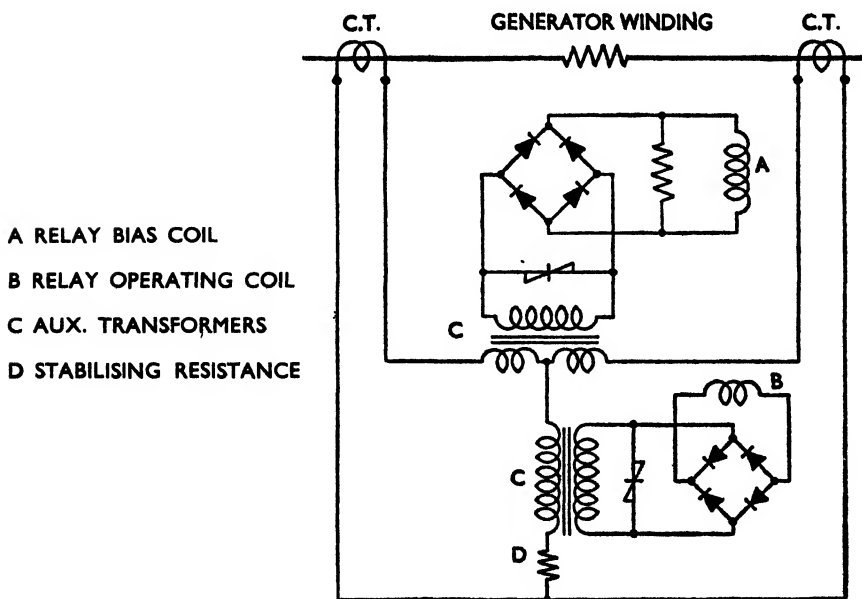 C.T.
GENERATOR WINDING
C.T.
A
A RELAY BIAS COIL
B RELAY OPERATING COIL
C AUX. TRANSFORMERS
D STABILISING RESISTANCE
C
B
C
D